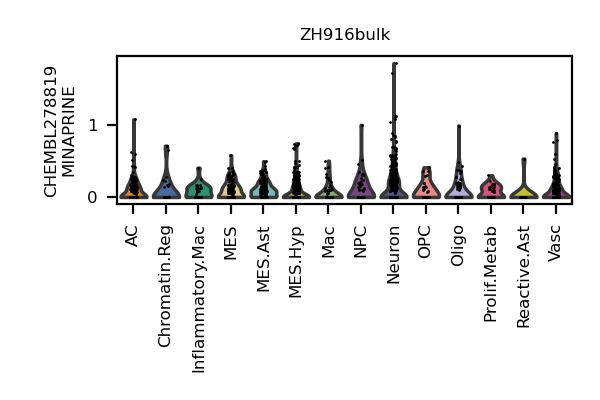 ZH916bulk
CHEMBL278819
MINAPRINE
1
0
AC
Chromatin.Reg
Inflammatory.Mac
MES
MES.Ast
MES.Hyp
Mac
NPC
Neuron
OPC
Oligo
Prolif.Metab
Reactive.Ast
Vasc